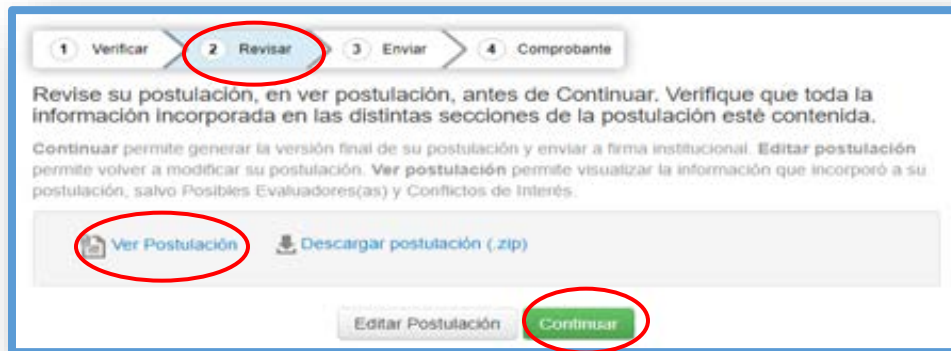 1 Verificar 2 Revisar 3 Enviar 4 Comprobante
Revise su postulación, en ver postulación, antes de Continuar. Verifique que toda la
información incorporada en las distintas secciones de la postulación esté contenida.
Continuar permite generar la versión final de su postulación y enviar a firma institucional. Editar postulación
permite volver a modificar su postulación. Ver postulación permite visualizar la información que incorporó a su
postulación, salvo Posibles Evaluadores(as) y Conflictos de Interés.
Ver Postulación Descargar postulación (.zip)
Editar Postulación Continuar